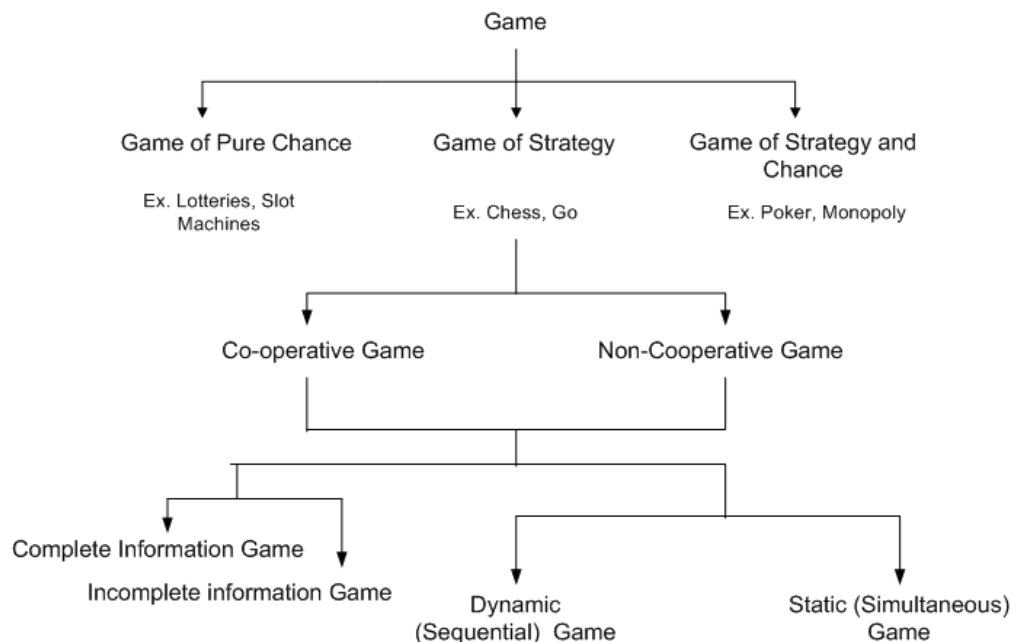 Game
Game of Pure Chance
Game of Strategy
Game of Strategy and
Chance
Ex. Lotteries, Slot
Machines
Ex. Chess, Go
Ex. Poker, Monopoly
Co-operative Game
Non-Cooperative Game
Complete Information Game
Incomplete information Game
Dynamic
(Sequential) Game
Static (Simultaneous)
Game